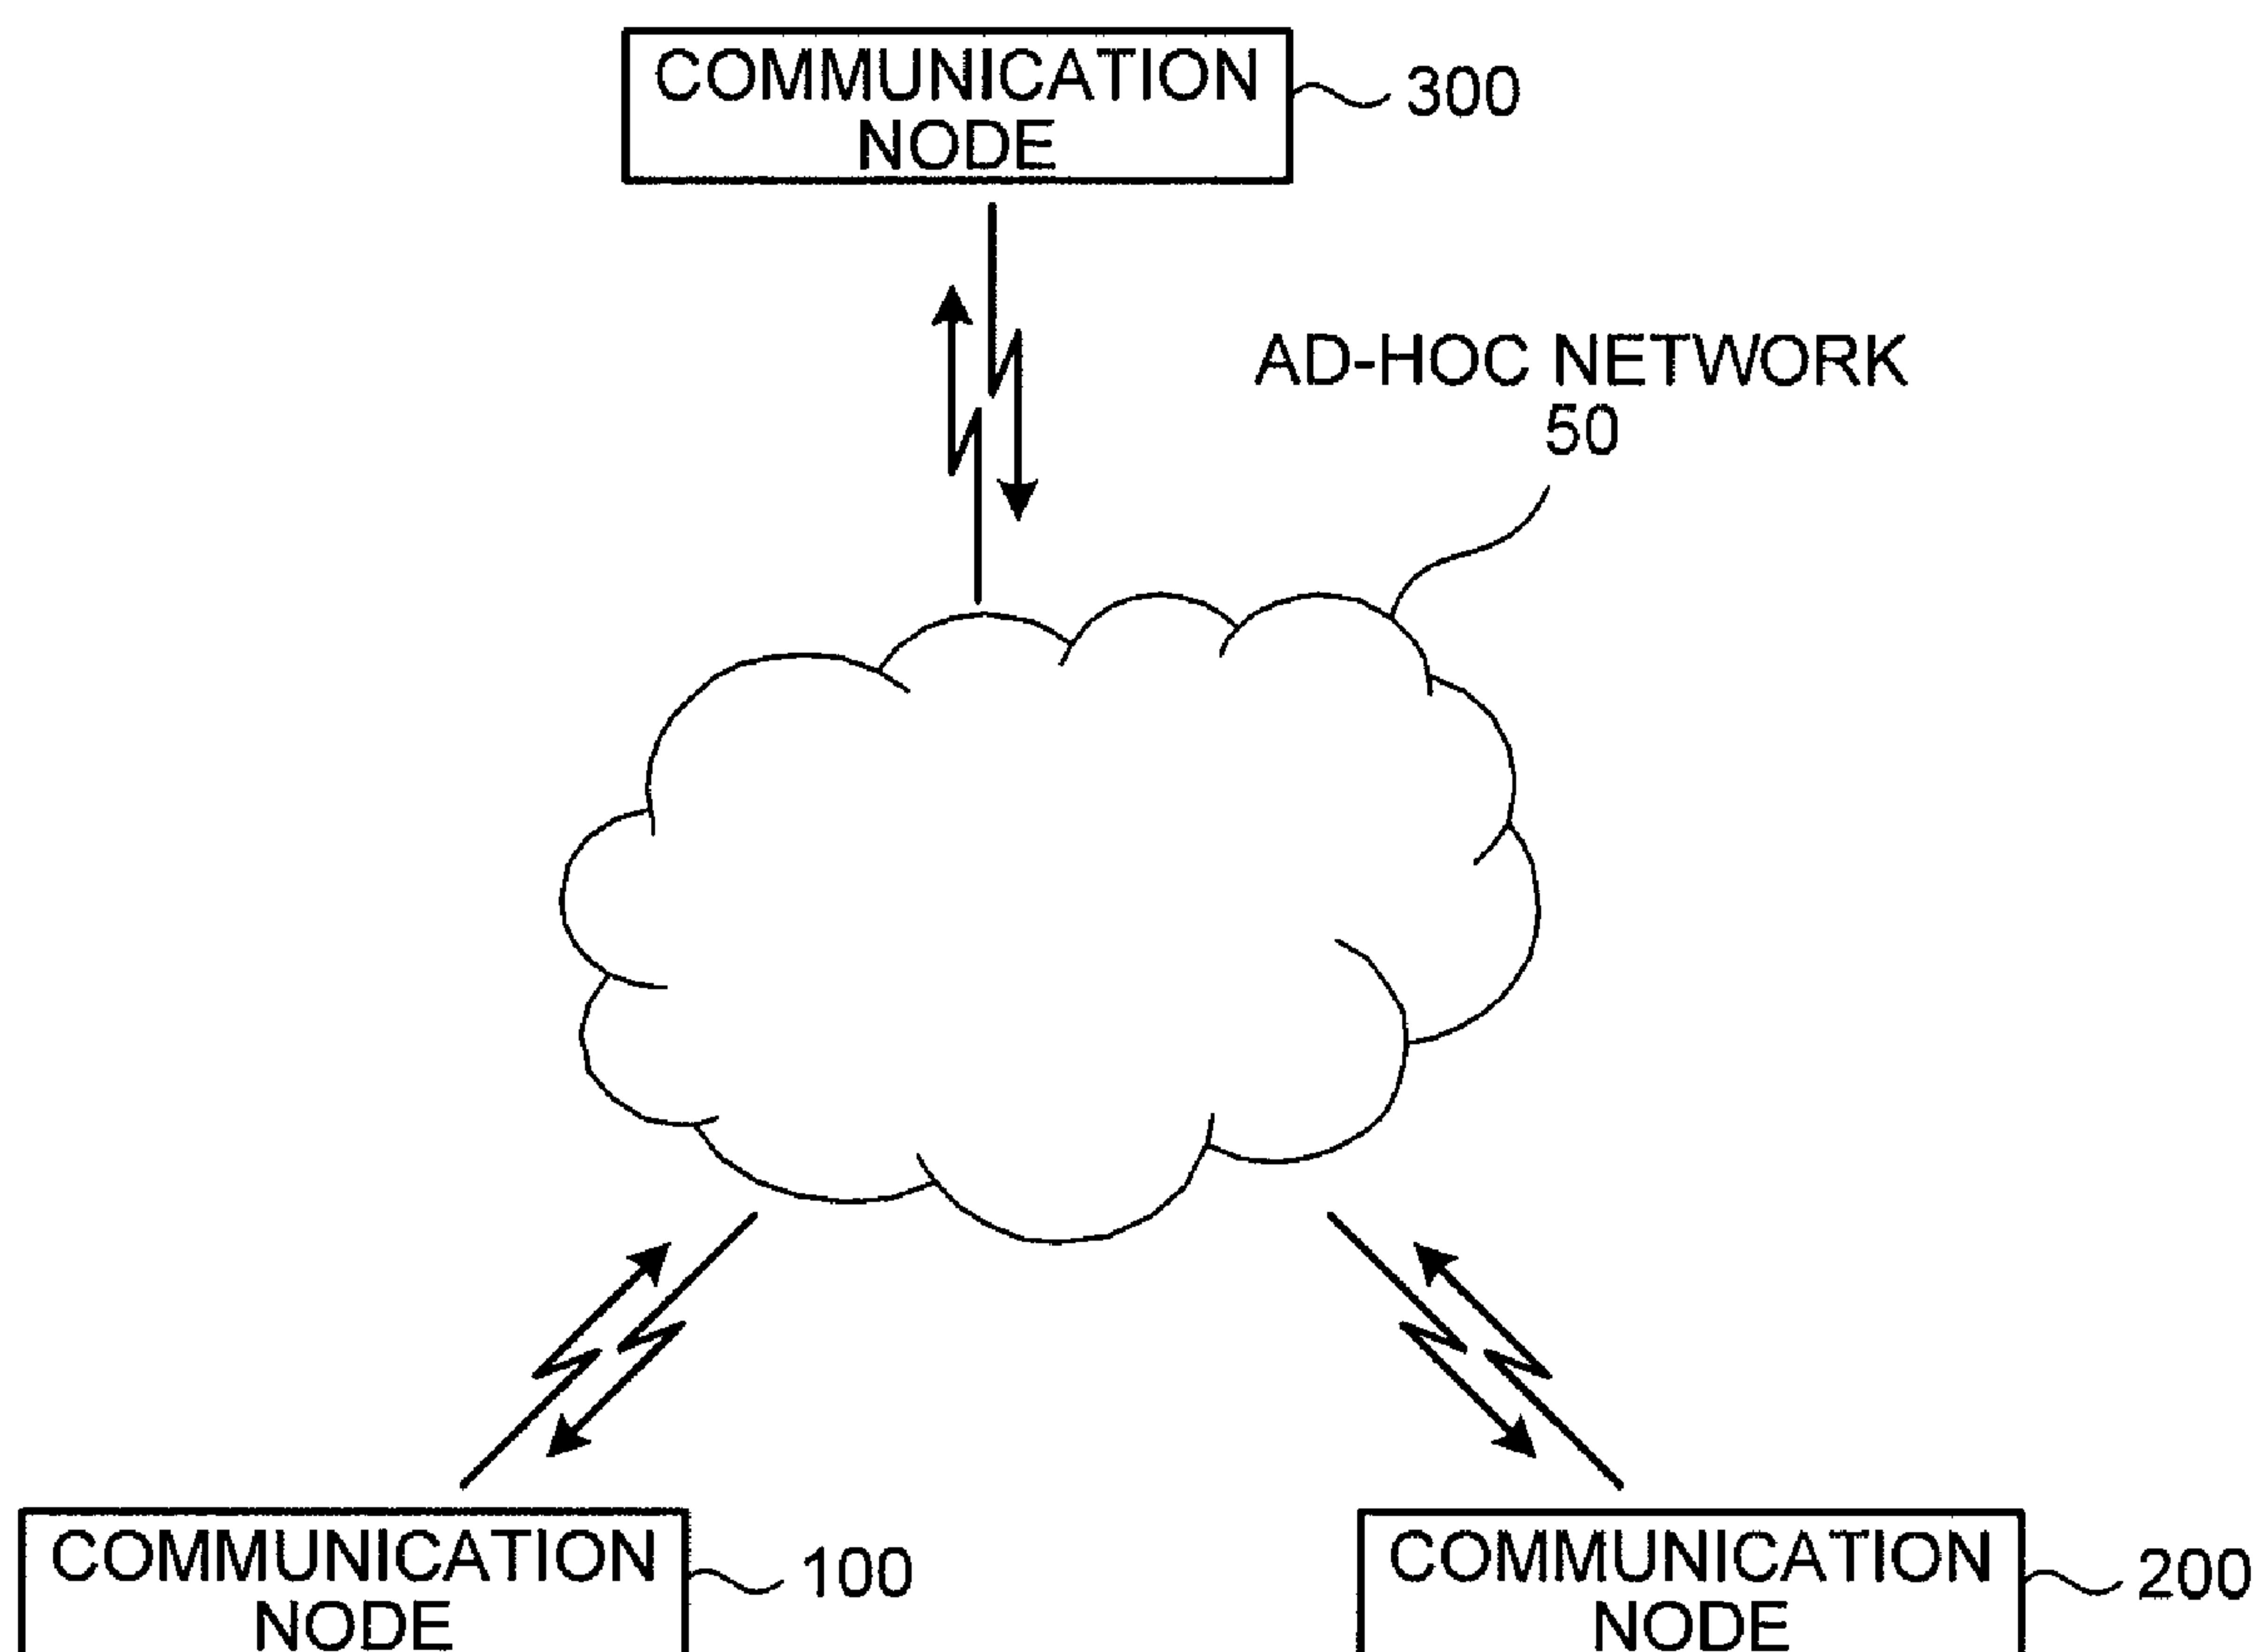 COMMUNICATION
NODE
300
AD-HOC NETWORK
50
COMMUNICATION
NODE
100
COMMUNICATION
NODE
200